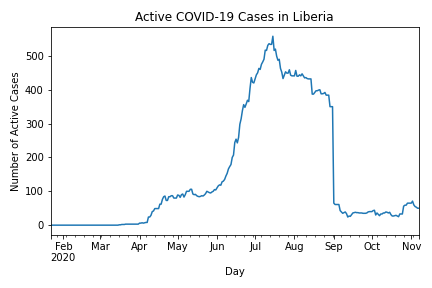 Active COVID-19 Cases in Liberia
Number of Active Cases
500
400
300
200
100
0
Feb Mar Apr May Jun Jul Aug Sep Oct Nov
2020
Day